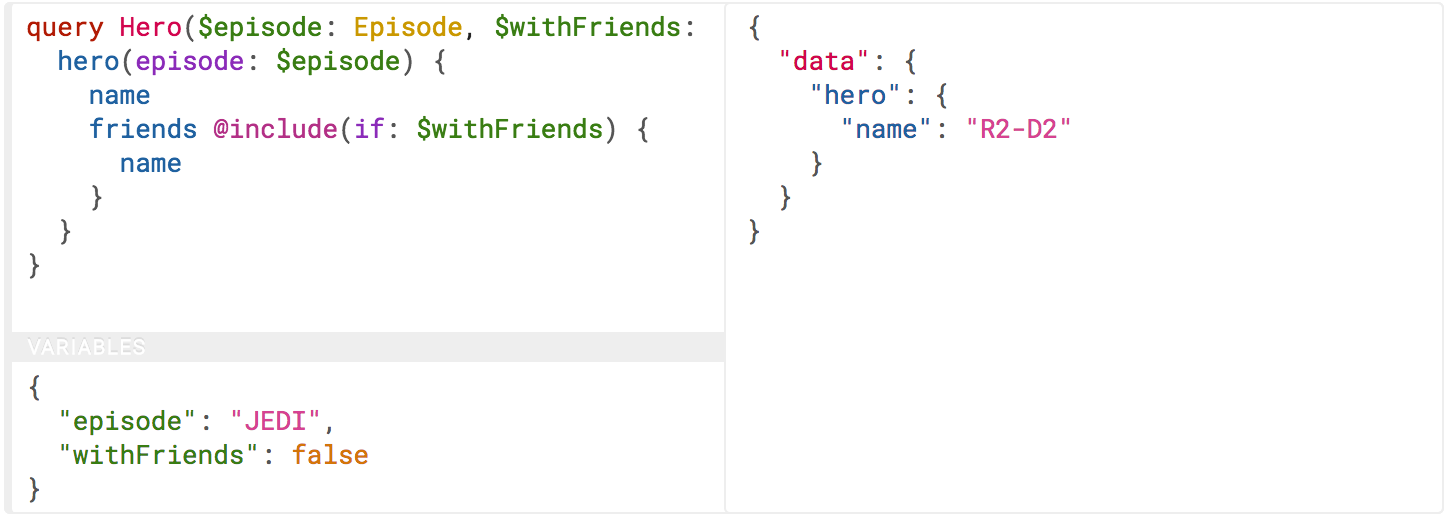 query Hero($episode: Episode, $withFriends:
  hero(episode: $episode) {
    name
    friends @include(if: $withFriends) {
      name
    }
  }
}
VARIABLES
{
  "episode": "JEDI",
  "withFriends": false
}
{
  "data": {
    "hero": {
      "name": "R2-D2"
    }
  }
}